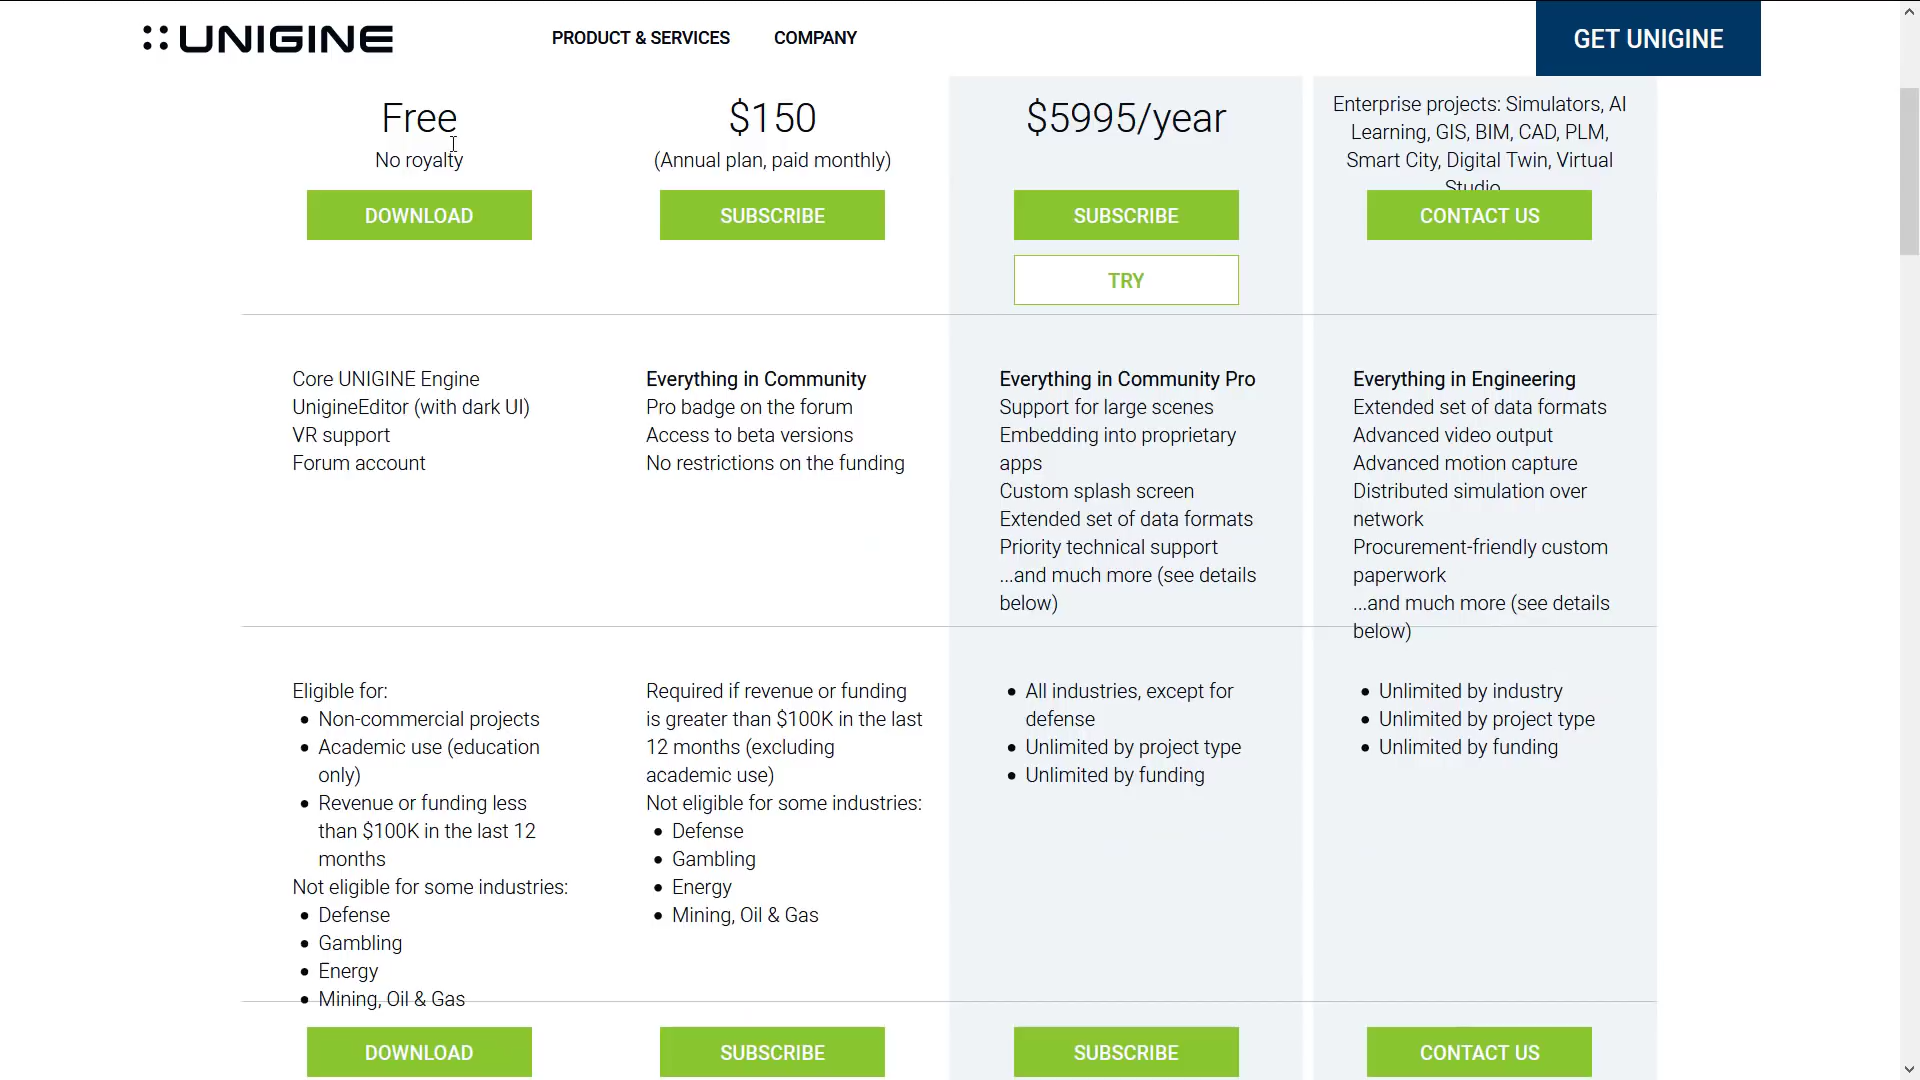 UNIGINE
PRODUCT & SERVICES
COMPANY
GET UNIGINE
Free
No royalty
DOWNLOAD
$150
(Annual plan, paid monthly)
SUBSCRIBE
$5995/year
SUBSCRIBE
TRY
Enterprise projects: Simulators, AI
Learning, GIS, BIM, CAD, PLM,
Smart City, Digital Twin, Virtual
Studio
CONTACT US
Core UNIGINE Engine
UnigineEditor (with dark UI)
VR support
Forum account
Everything in Community
Pro badge on the forum
Access to beta versions
No restrictions on the funding
Everything in Community Pro
Support for large scenes
Embedding into proprietary
apps
Custom splash screen
Extended set of data formats
Priority technical support
...and much more (see details
below)
Everything in Engineering
Extended set of data formats
Advanced video output
Advanced motion capture
Distributed simulation over
network
Procurement-friendly custom
paperwork
...and much more (see details
below)
Eligible for:
Non-commercial projects
Academic use (education
only)
Revenue or funding less
than $100K in the last 12
months
Not eligible for some industries:
Defense
Gambling
Energy
Mining, Oil & Gas
Required if revenue or funding
is greater than $100K in the last
12 months (excluding
academic use)
Not eligible for some industries:
Defense
Gambling
Energy
Mining, Oil & Gas
All industries, except for
defense
Unlimited by project type
Unlimited by funding
Unlimited by industry
Unlimited by project type
Unlimited by funding
DOWNLOAD
SUBSCRIBE
SUBSCRIBE
CONTACT US